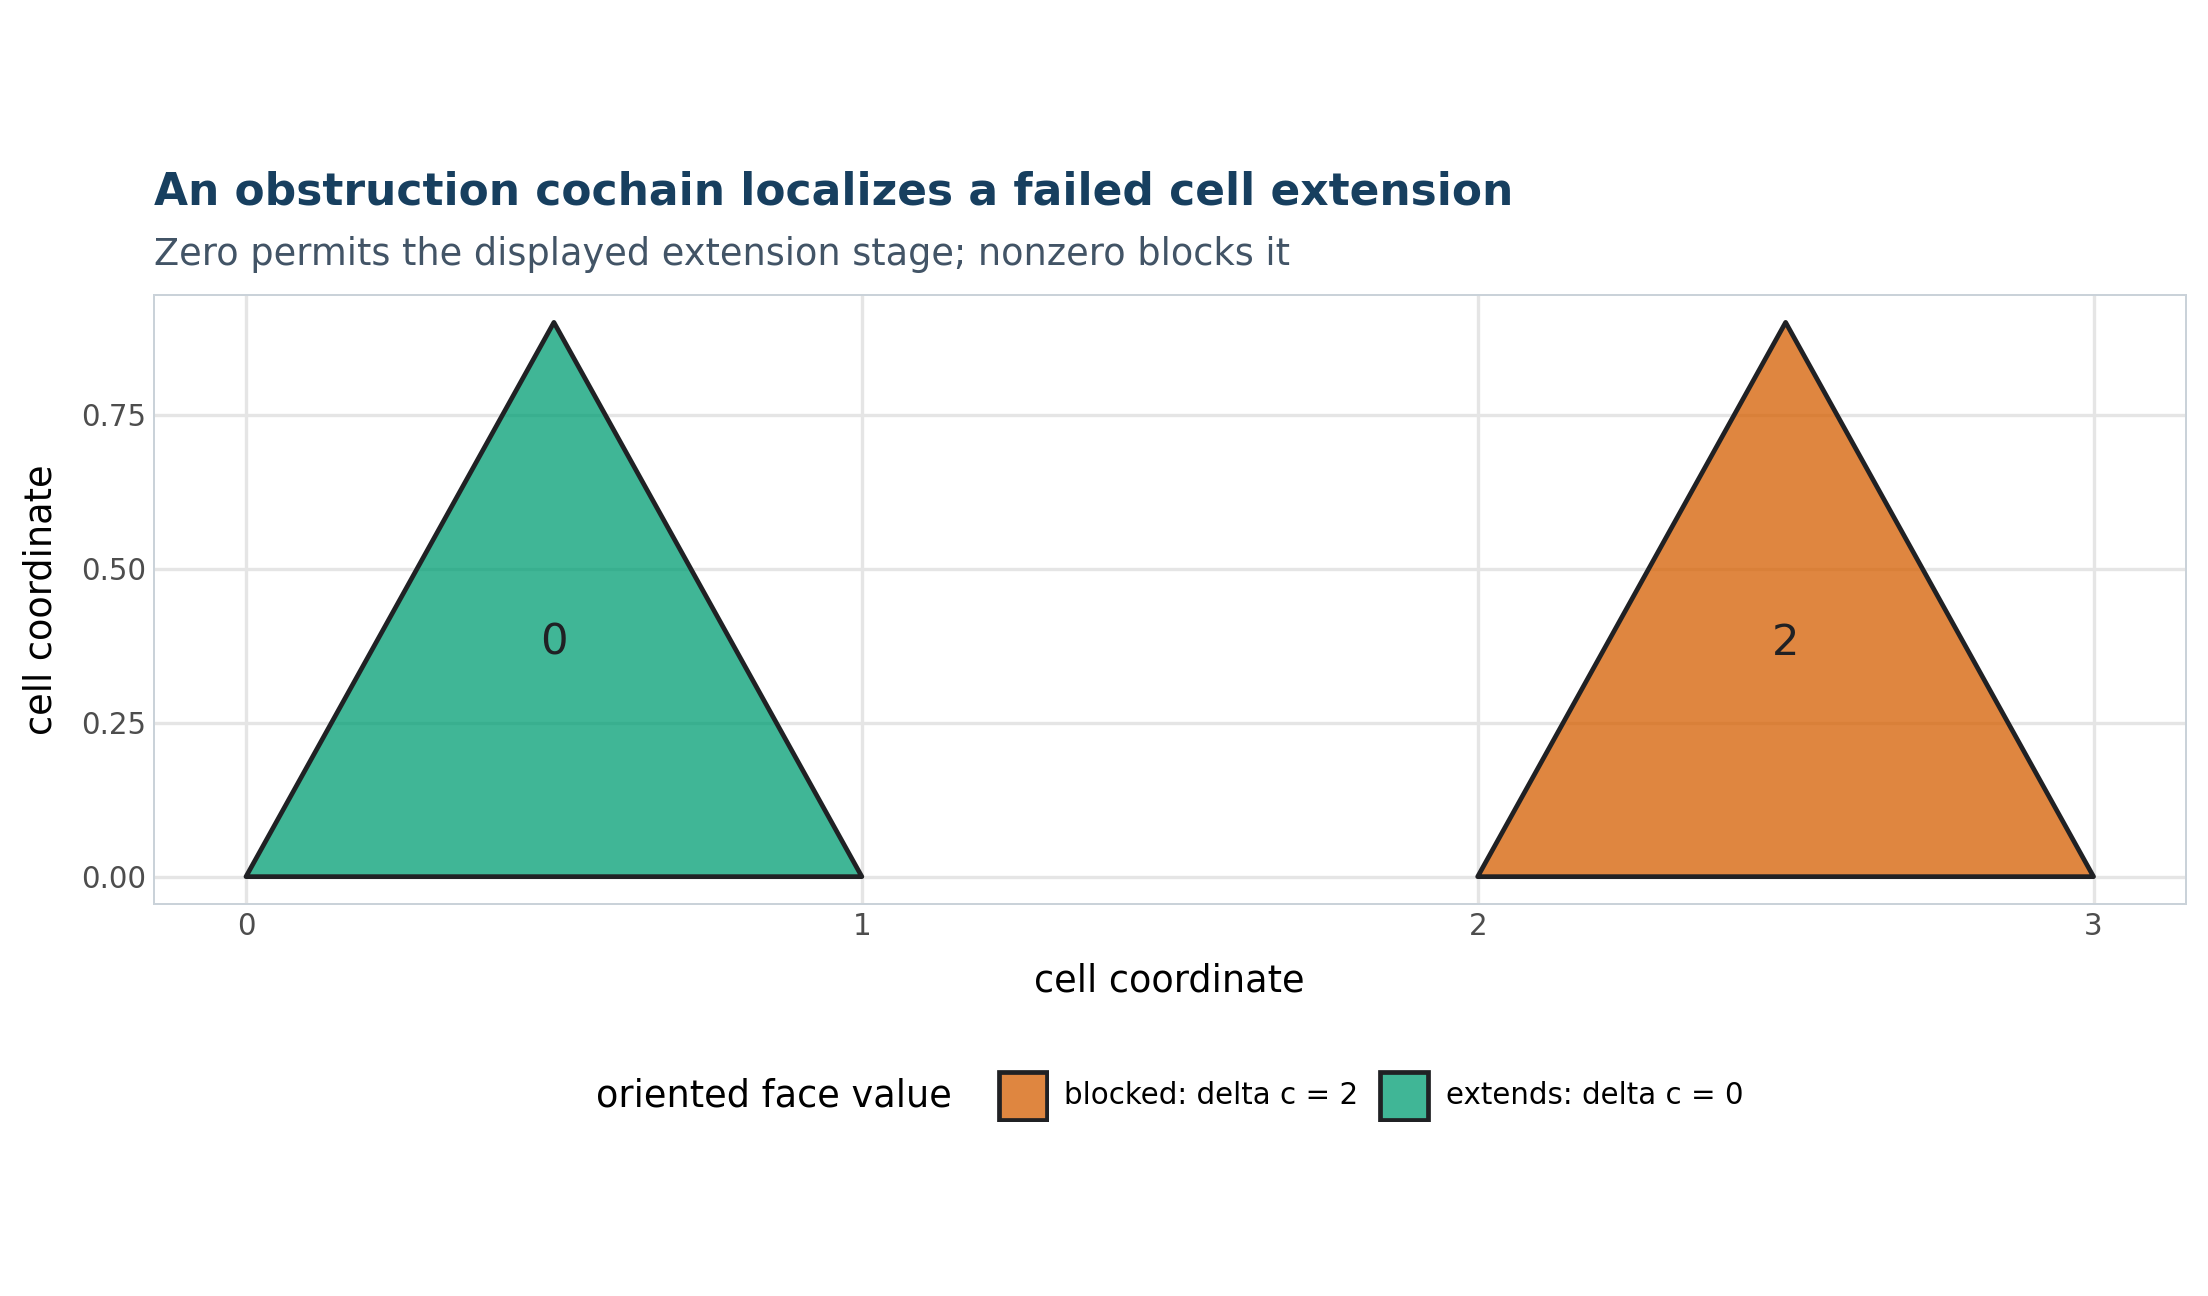 An obstruction cochain localizes a failed cell extension
Zero permits the displayed extension stage; nonzero blocks it
cell coordinate
0.75
0.50
0.25
0.00
0
2
0
1
2
3
cell coordinate
oriented face value
blocked: delta c = 2
extends: delta c = 0